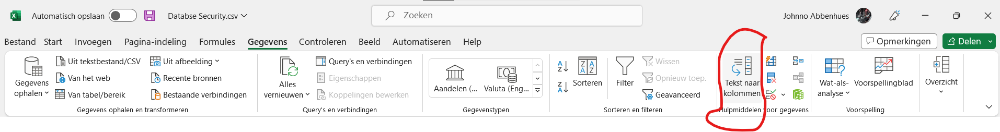 Automatisch opslaan Databse Security.csv Zoeken Johnno Abbenhues
Bestand Start Invoegen Pagina-indeling Formules Gegevens Controleren Beeld Automatiseren Help Opmerkingen Delen
Gegevens ophalen
Uit tekstbestand/CSV
Van het web
Van tabel/bereik
Uit afbeelding
Recente bronnen
Bestaande verbindingen
Gegevens ophalen en transformeren
Alles vernieuwen
Query's en verbindingen
Eigenschappen
Koppelingen bewerken
Query's en verbindingen
Aandelen (...
Valuta (Eng...
Gegevenstypen
Sorteren
Filter
Wissen
Opnieuw toep.
Geavanceerd
Sorteren en filteren
Tekst naar
kolommen
Hulpmiddelen voor gegevens
Wat-als-
analyse
Voorspellingblad
Voorspelling
Overzicht